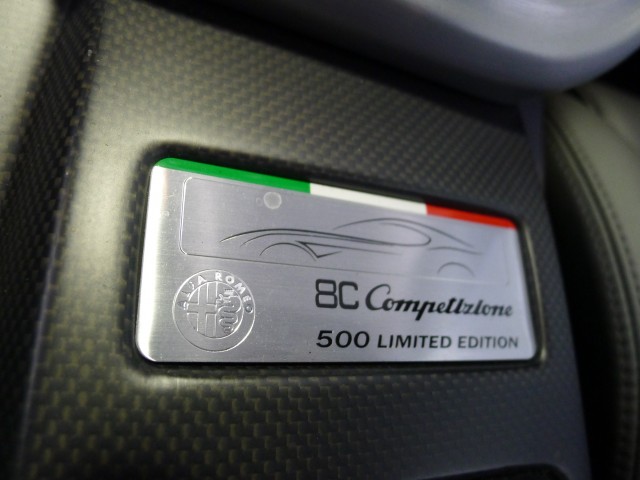 ALFA ROMEO
8C Competizione
500 LIMITED EDITION